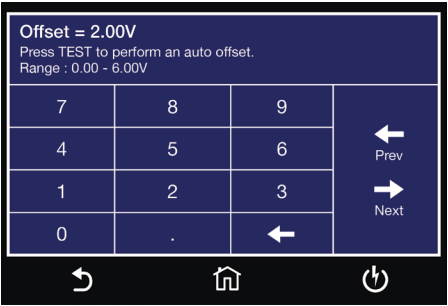 Offset = 2.00V
Press TEST to perform an auto offset.
Range : 0.00 - 6.00V
7 8 9
4 5 6
Prev
1 2 3
Next
0 .